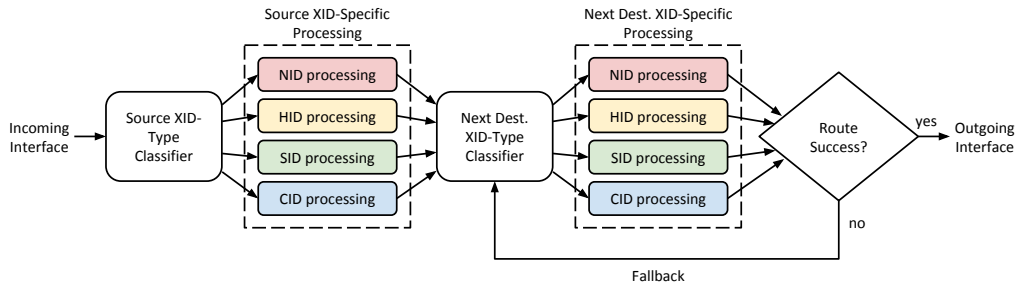 Source XID-Specific
Processing
Next Dest. XID-Specific
Processing
Incoming
Interface
Source XID-
Type
Classifier
NID processing
HID processing
SID processing
CID processing
Next Dest.
XID-Type
Classifier
NID processing
HID processing
SID processing
CID processing
Route
Success?
yes
Outgoing
Interface
no
Fallback